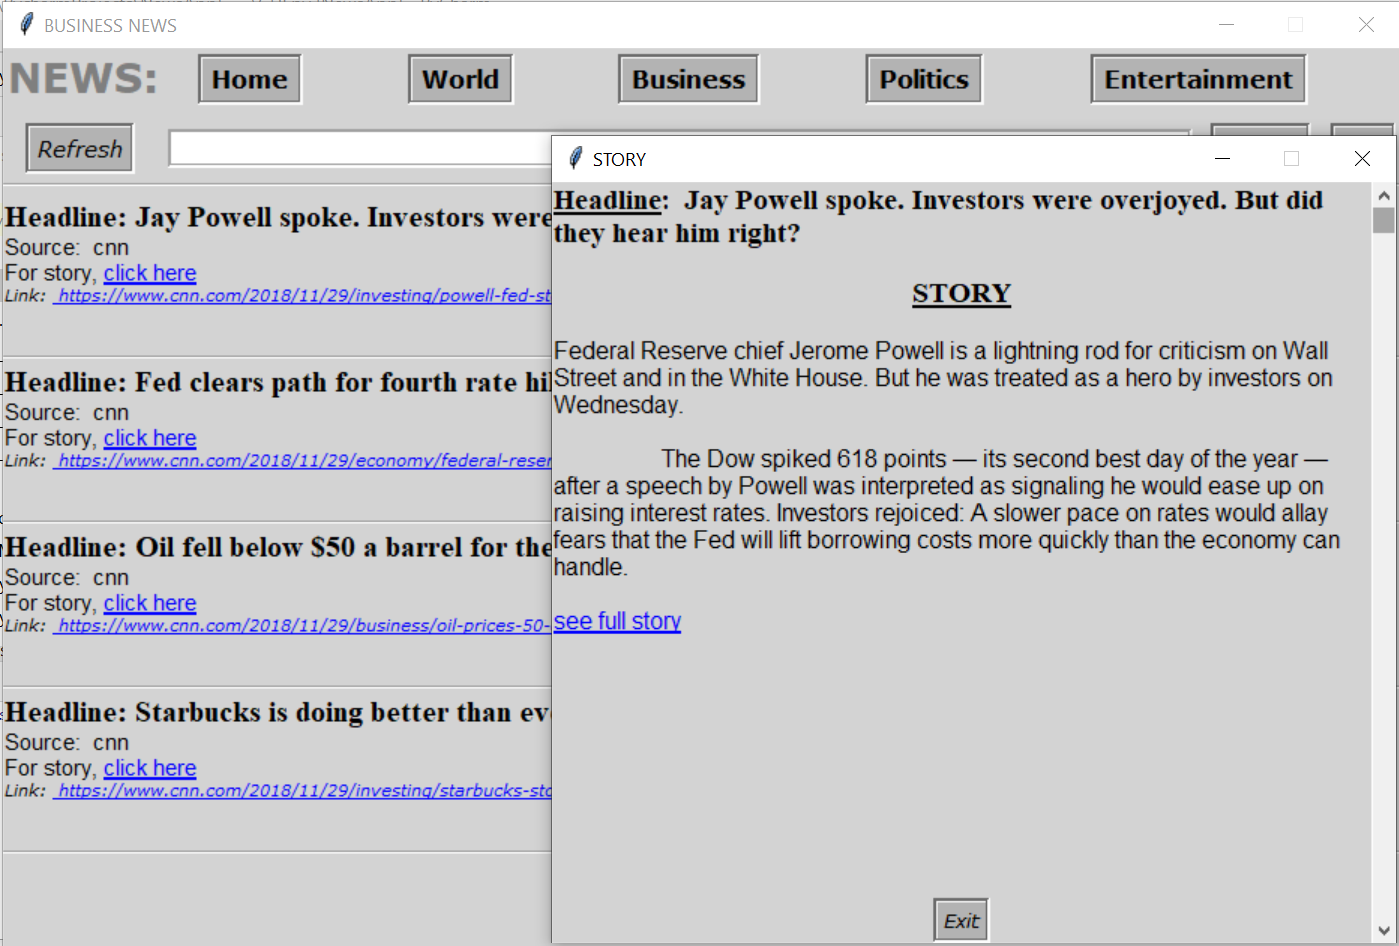 BUSINESS NEWS
NEWS: Home World Business Politics Entertainment
Refresh
Headline: Jay Powell spoke. Investors were
Source: cnn
For story, click here
Link: https://www.cnn.com/2018/11/29/investing/powell-fed-st
Headline: Fed clears path for fourth rate
Source: cnn
For story, click here
Link: https://www.cnn.com/2018/11/29/economy/federal-reser
Headline: Oil fell below $50 a barrel for the
Source: cnn
For story, click here
Link: https://www.cnn.com/2018/11/29/business/oil-prices-50-
Headline: Starbucks is doing better than
Source: cnn
For story, click here
Link: https://www.cnn.com/2018/11/29/investing/starbucks-sto
STORY
Headline: Jay Powell spoke. Investors were overjoyed. But did
they hear him right?
STORY
Federal Reserve chief Jerome Powell is a lightning rod for criticism on Wall
Street and in the White House. But he was treated as a hero by investors on
Wednesday.
The Dow spiked 618 points — its second best day of the year —
after a speech by Powell was interpreted as signaling he would ease up on
raising interest rates. Investors rejoiced: A slower pace on rates would allay
fears that the Fed will lift borrowing costs more quickly than the economy can
handle.
see full story
Exit